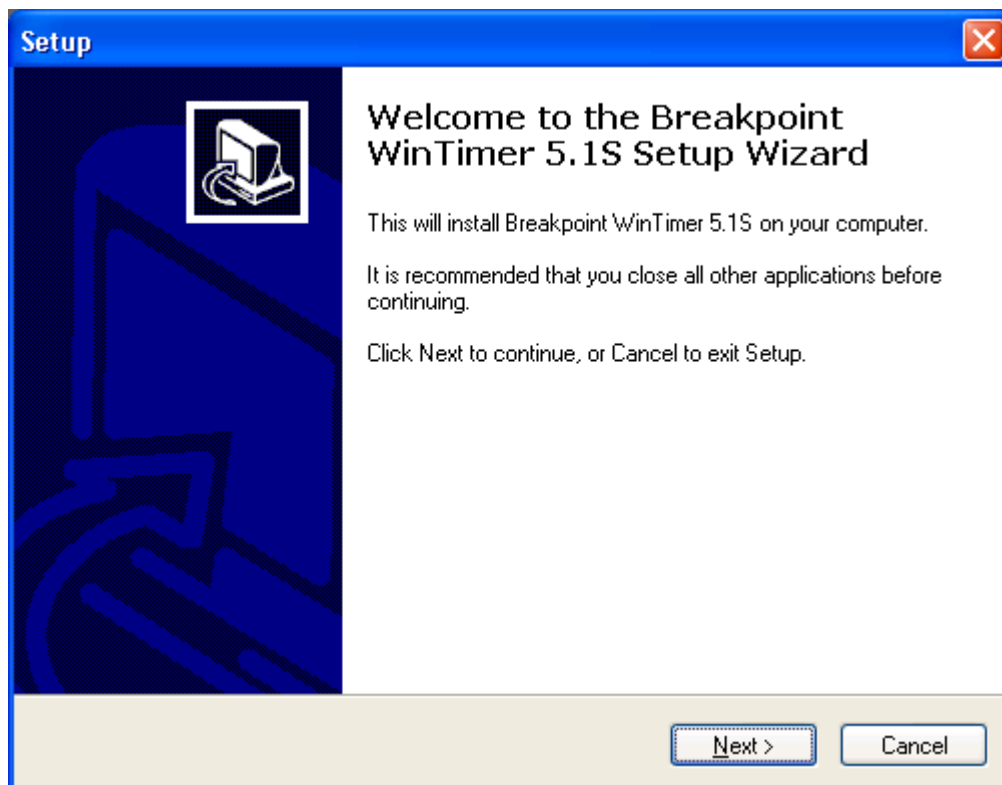 Setup
Welcome to the Breakpoint
WinTimer 5.1S Setup Wizard
This will install Breakpoint WinTimer 5.1S on your computer.
It is recommended that you close all other applications before
continuing.
Click Next to continue, or Cancel to exit Setup.
Next >
Cancel